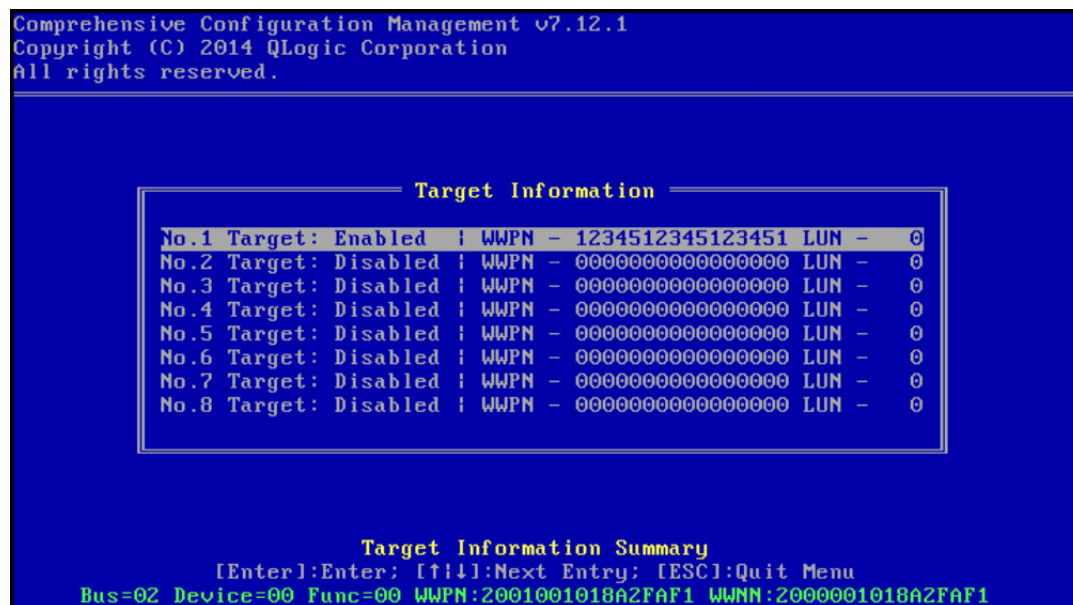 Comprehensive Configuration Management v7.12.1
Copyright (C) 2014 QLogic Corporation
All rights reserved.
Target Information
No.1 Target: Enabled ¦ WWPN - 1234512345123451 LUN - 0
No.2 Target: Disabled ¦ WWPN - 0000000000000000 LUN - 0
No.3 Target: Disabled ¦ WWPN - 0000000000000000 LUN - 0
No.4 Target: Disabled ¦ WWPN - 0000000000000000 LUN - 0
No.5 Target: Disabled ¦ WWPN - 0000000000000000 LUN - 0
No.6 Target: Disabled ¦ WWPN - 0000000000000000 LUN - 0
No.7 Target: Disabled ¦ WWPN - 0000000000000000 LUN - 0
No.8 Target: Disabled ¦ WWPN - 0000000000000000 LUN - 0
Target Information Summary
[Enter]:Enter; [↑¦↓]:Next Entry; [ESC]:Quit Menu
Bus=02 Device=00 Func=00 WWPN:2001001018A2FAF1 WWNN:2000001018A2FAF1